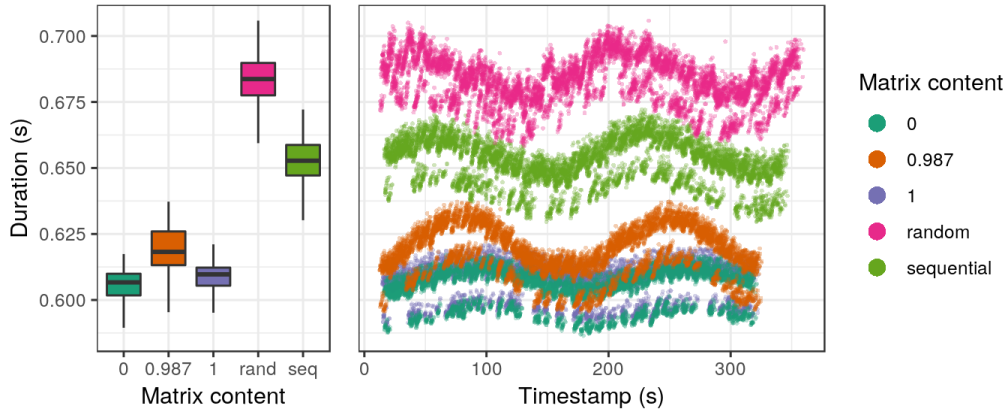 Duration (s)
0.700
0.675
0.650
0.625
0.600
0 0.987 1 rand seq
Matrix content
0 100 200 300
Timestamp (s)
Matrix content
0
0.987
1
random
sequential